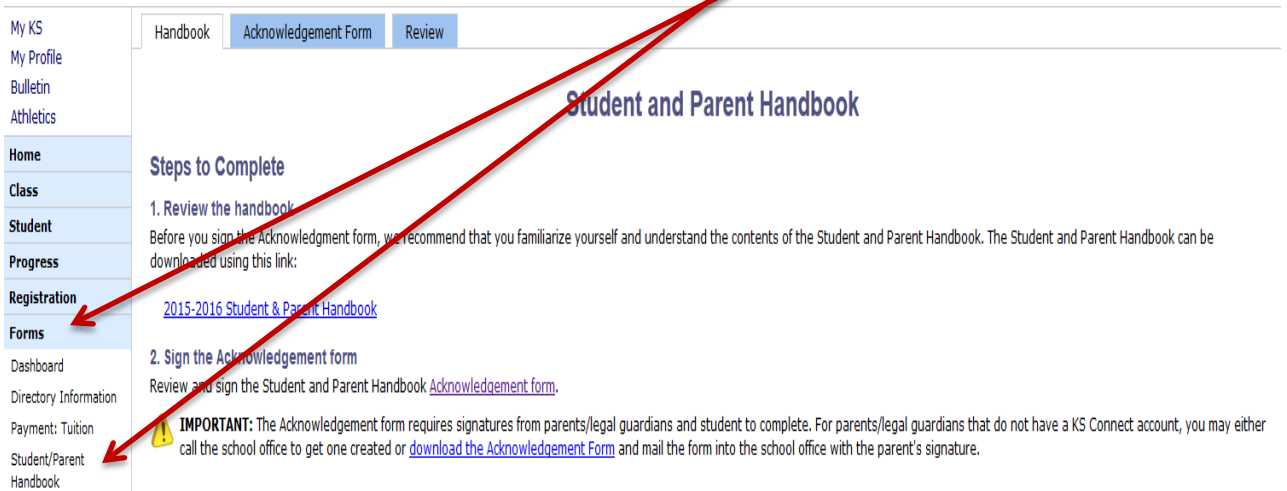 My KS
My Profile
Bulletin
Athletics
Home
Class
Student
Progress
Registration
Forms
Dashboard
Directory Information
Payment: Tuition
Student/Parent
Handbook
Handbook Acknowledgement Form Review
Student and Parent Handbook
Steps to Complete
1. Review the handbook
Before you sign the Acknowledgment form, we recommend that you familiarize yourself and understand the contents of the Student and Parent Handbook. The Student and Parent Handbook can be
downloaded using this link:
2015-2016 Student & Parent Handbook
2. Sign the Acknowledgement form
Review and sign the Student and Parent Handbook Acknowledgement form.
IMPORTANT: The Acknowledgement form requires signatures from parents/legal guardians and student to complete. For parents/legal guardians that do not have a KS Connect account, you may either
call the school office to get one created or download the Acknowledgement Form and mail the form into the school office with the parent's signature.